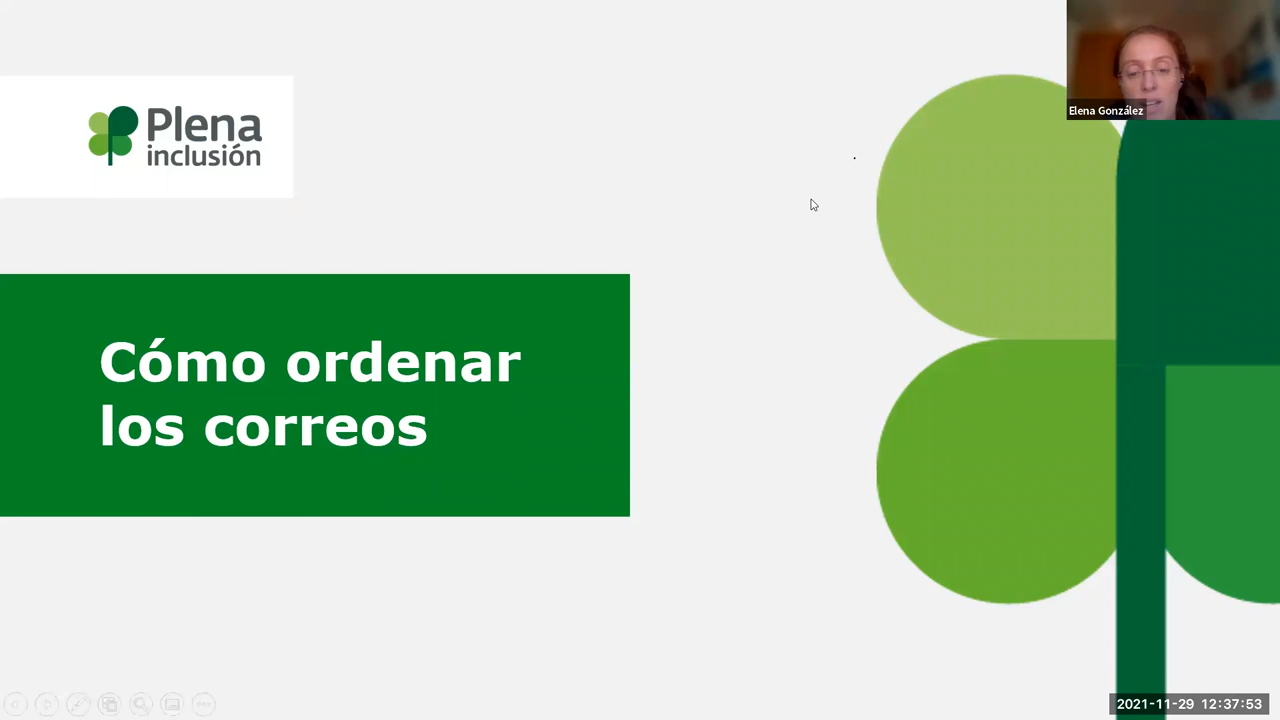 Elena González
Plena
inclusión
Cómo ordenar
los correos
2021-11-29 12:37:53